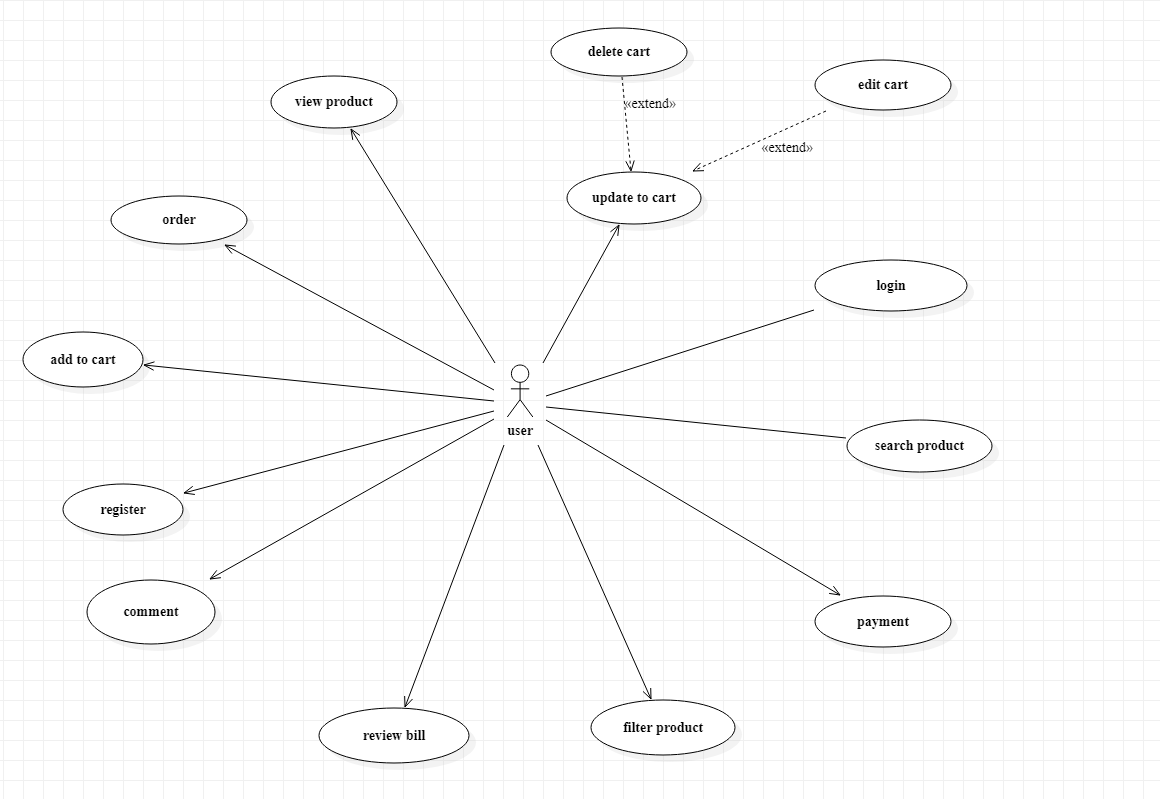 delete cart
edit cart
view product
«extend»
«extend»
update to cart
order
login
add to cart
user
search product
register
comment
payment
filter product
review bill